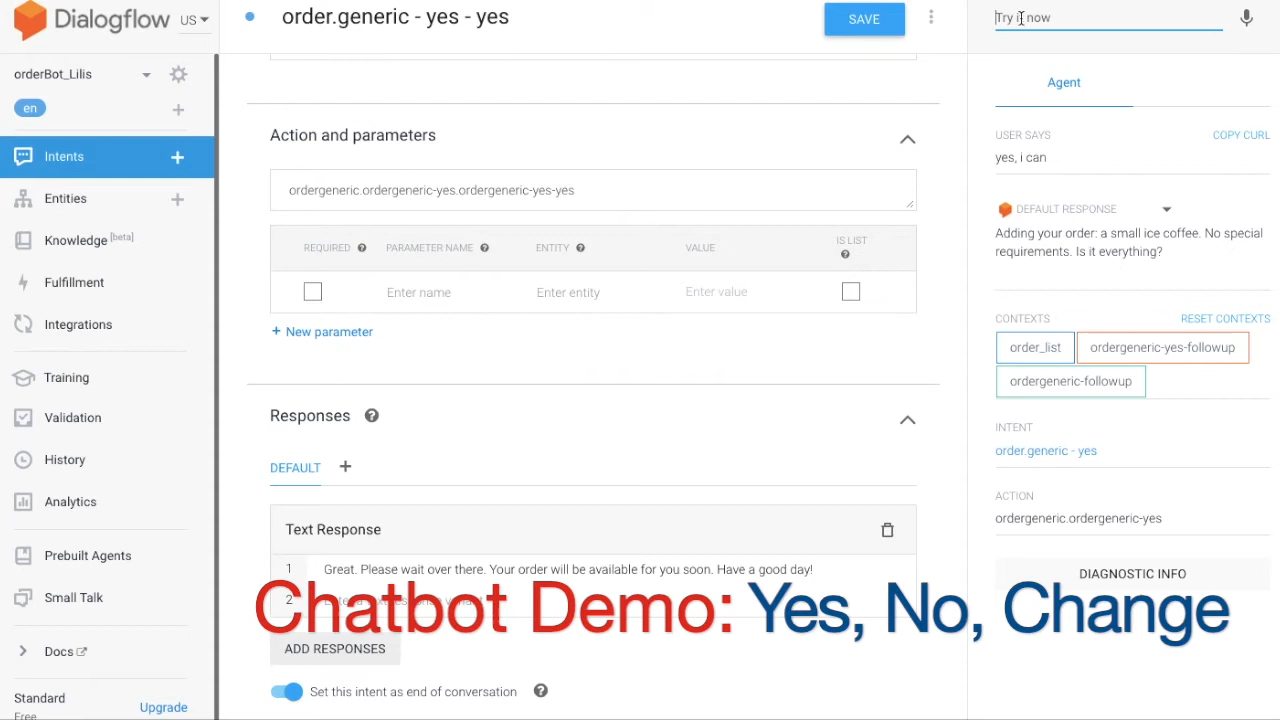 Dialogflow
US
order.generic - yes - yes
SAVE
Try it now
orderBot_Lilis
en
Intents
Entities
Knowledge [beta]
Fulfillment
Integrations
Training
Validation
History
Analytics
Prebuilt Agents
Small Talk
Docs
Standard
Free
Upgrade
Action and parameters
ordergeneric.ordergeneric-yes.ordergeneric-yes-yes
REQUIRED PARAMETER NAME ENTITY VALUE IS LIST
Enter name Enter entity Enter value
+ New parameter
Responses
DEFAULT
Text Response
1 Great. Please wait over there. Your order will be available for you soon. Have a good day!
2
Chatbot Demo: Yes, No, Change
ADD RESPONSES
Set this intent as end of conversation
Agent
USER SAYS COPY CURL
yes, i can
DEFAULT RESPONSE
Adding your order: a small ice coffee. No special
requirements. Is it everything?
CONTEXTS RESET CONTEXTS
order_list ordergeneric-yes-followup
ordergeneric-followup
INTENT
order.generic - yes
ACTION
ordergeneric.ordergeneric-yes
DIAGNOSTIC INFO